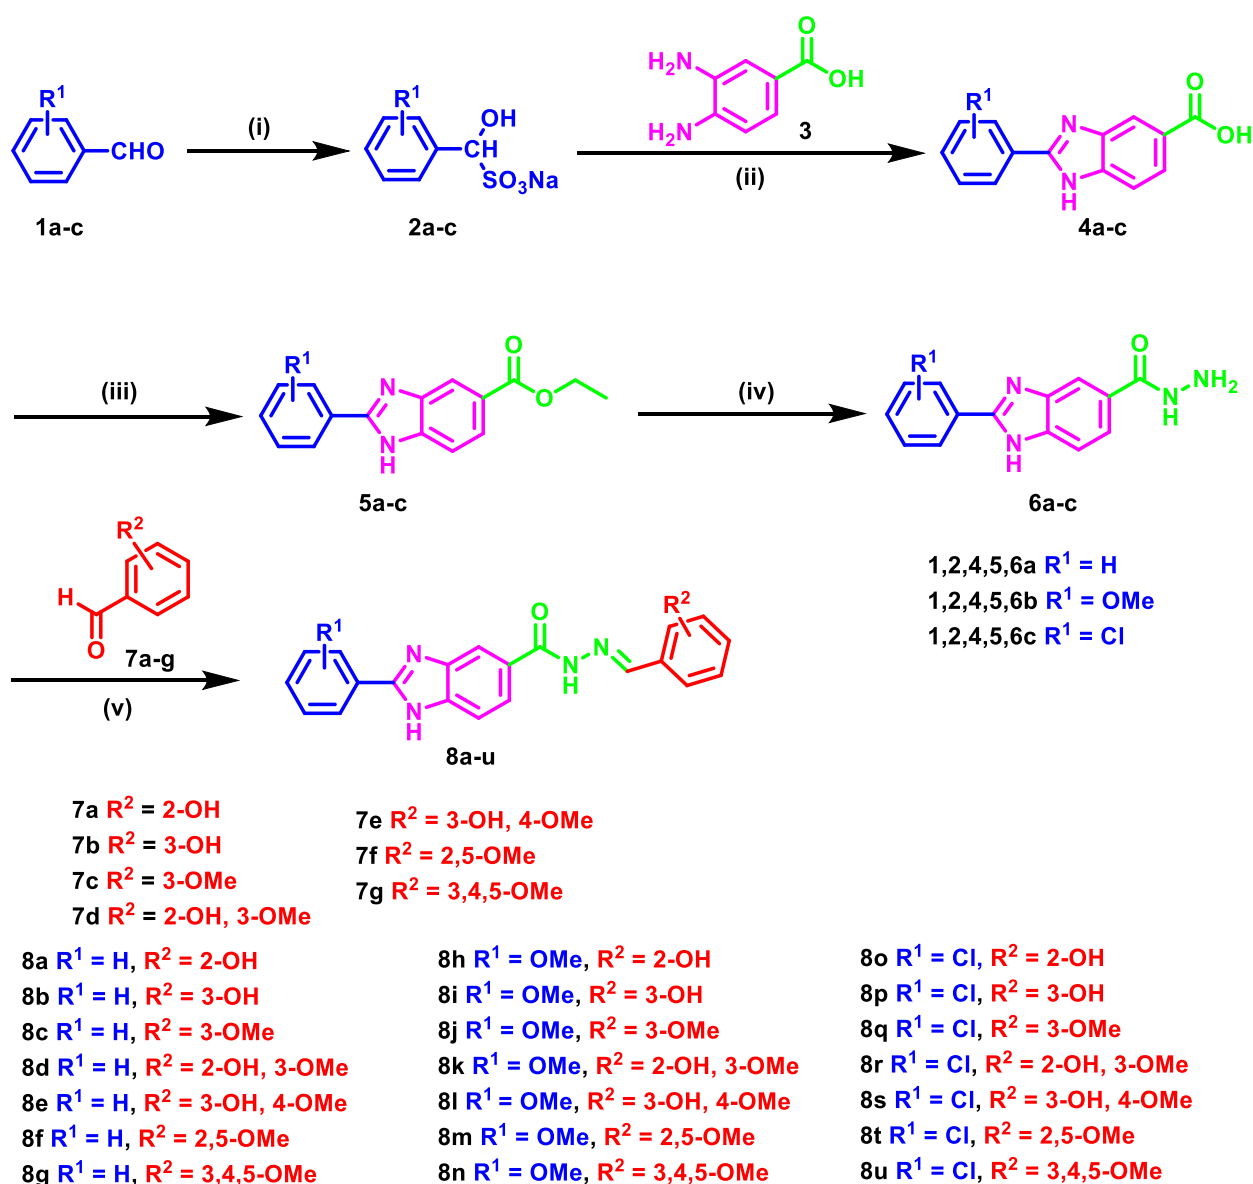 R¹
CHO
1a-c
(i)
R¹
OH
CH
SO₃Na
2a-c
H₂N
H₂N
O
OH
3
(ii)
R¹
N
N
H
O
OH
4a-c
(iii)
R¹
N
N
H
O
O
5a-c
(iv)
R¹
N
N
H
O
N
H
NH₂
6a-c
1,2,4,5,6a R¹ = H
1,2,4,5,6b R¹ = OMe
1,2,4,5,6c R¹ = Cl
R²
H
O
7a-g
(v)
R¹
N
N
H
O
N
H
N
R²
8a-u
7a R² = 2-OH
7b R² = 3-OH
7c R² = 3-OMe
7d R² = 2-OH, 3-OMe
7e R² = 3-OH, 4-OMe
7f R² = 2,5-OMe
7g R² = 3,4,5-OMe
8a R¹ = H, R² = 2-OH
8b R¹ = H, R² = 3-OH
8c R¹ = H, R² = 3-OMe
8d R¹ = H, R² = 2-OH, 3-OMe
8e R¹ = H, R² = 3-OH, 4-OMe
8f R¹ = H, R² = 2,5-OMe
8g R¹ = H, R² = 3,4,5-OMe
8h R¹ = OMe, R² = 2-OH
8i R¹ = OMe, R² = 3-OH
8j R¹ = OMe, R² = 3-OMe
8k R¹ = OMe, R² = 2-OH, 3-OMe
8l R¹ = OMe, R² = 3-OH, 4-OMe
8m R¹ = OMe, R² = 2,5-OMe
8n R¹ = OMe, R² = 3,4,5-OMe
8o R¹ = Cl, R² = 2-OH
8p R¹ = Cl, R² = 3-OH
8q R¹ = Cl, R² = 3-OMe
8r R¹ = Cl, R² = 2-OH, 3-OMe
8s R¹ = Cl, R² = 3-OH, 4-OMe
8t R¹ = Cl, R² = 2,5-OMe
8u R¹ = Cl, R² = 3,4,5-OMe